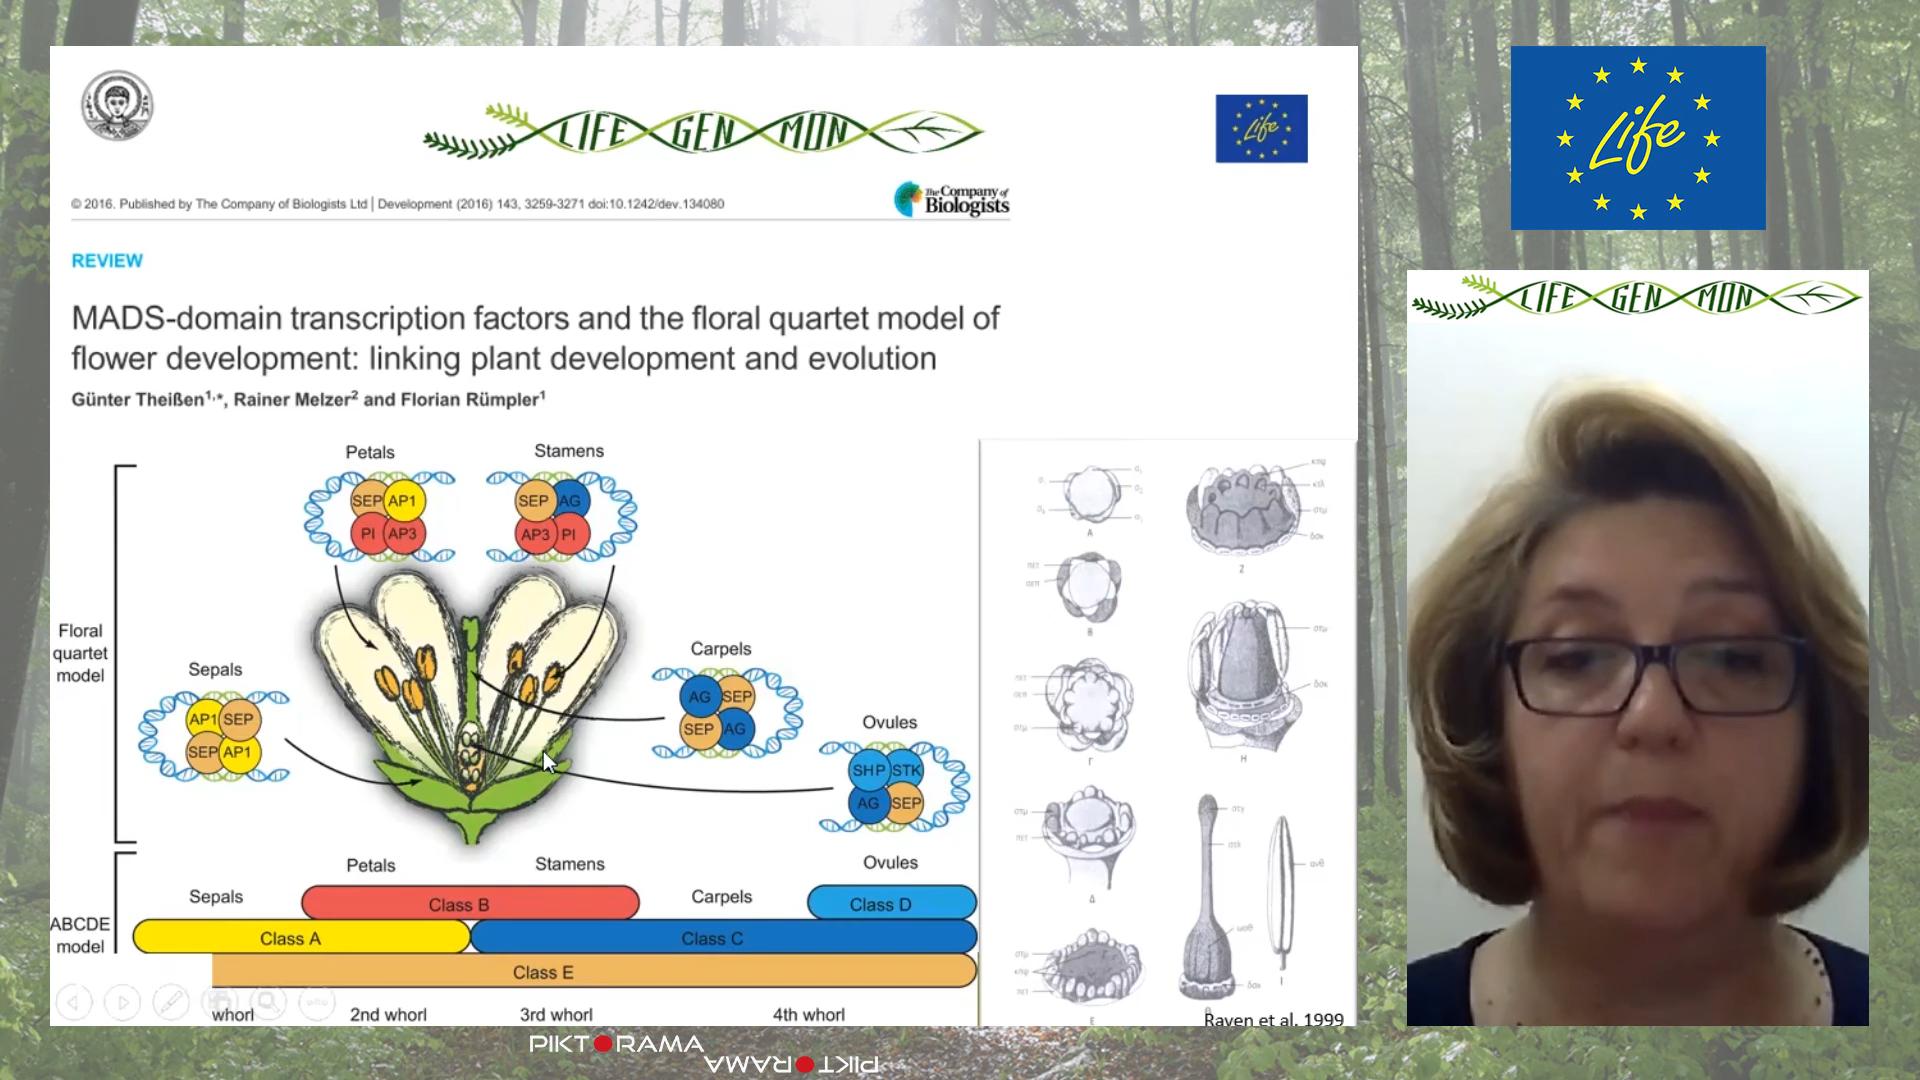 LIFE GEN MON
Life
Life
© 2016. Published by The Company of Biologists Ltd | Development (2016) 143, 3259-3271 doi:10.1242/dev.134080
The Company of
Biologists
REVIEW
MADS-domain transcription factors and the floral quartet model of
flower development: linking plant development and evolution
Günter Theißen1,*, Rainer Melzer2 and Florian Rümpler1
LIFE GEN MON
Petals
Stamens
SEP AP1
PI AP3
SEP AG
AP3 PI
Floral
quartet
model
Sepals
AP1 SEP
SEP AP1
Carpels
AG SEP
SEP AG
Ovules
SHP STK
AG SEP
Petals
Stamens
Ovules
Sepals
Carpels
Class B
Class D
ABCDE
model
Class A
Class C
Class E
whorl
2nd whorl
3rd whorl
4th whorl
Raven et al. 1999
PIKTORAMA
PIKTORAMA